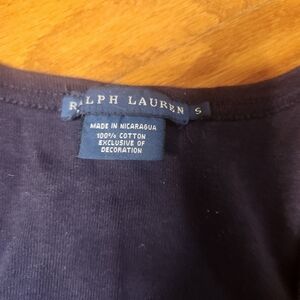 RALPH LAUREN S
MADE IN NICARAGUA
100% COTTON
EXCLUSIVE OF
DECORATION